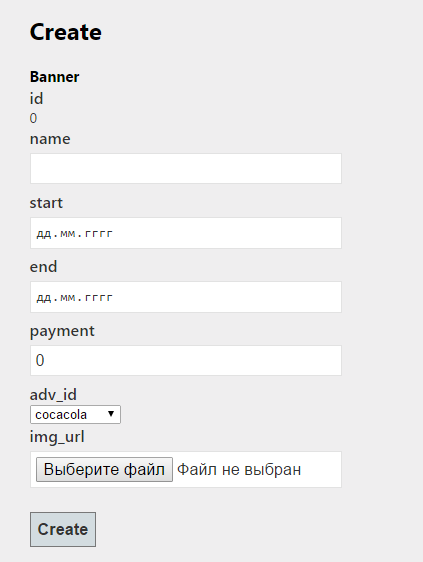 Create
Banner
id
0
name
start
дд.мм.гггг
end
дд.мм.гггг
payment
0
adv_id
cocacola
img_url
Выберите файл Файл не выбран
Create